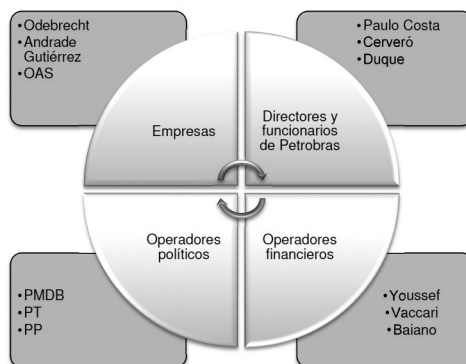 • Odebrecht
• Andrade
Gutiérrez
• OAS
• Paulo Costa
• Cerveró
• Duque
Empresas
Directores y
funcionarios
de Petrobras
Operadores
políticos
Operadores
financieros
• PMDB
• PT
• PP
• Youssef
• Vaccari
• Baiano